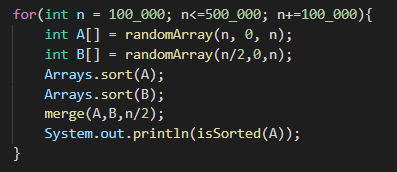 for(int n = 100_000; n<=500_000; n+=100_000){
    int A[] = randomArray(n, 0, n);
    int B[] = randomArray(n/2,0,n);
    Arrays.sort(A);
    Arrays.sort(B);
    merge(A,B,n/2);
    System.out.println(isSorted(A));
}